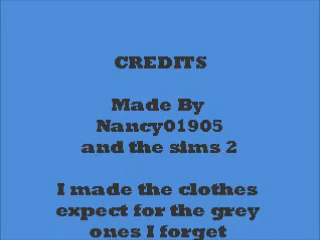 CREDITS
Made By
Nancy01905
and the sims 2
I made the clothes
expect for the grey
ones I forget